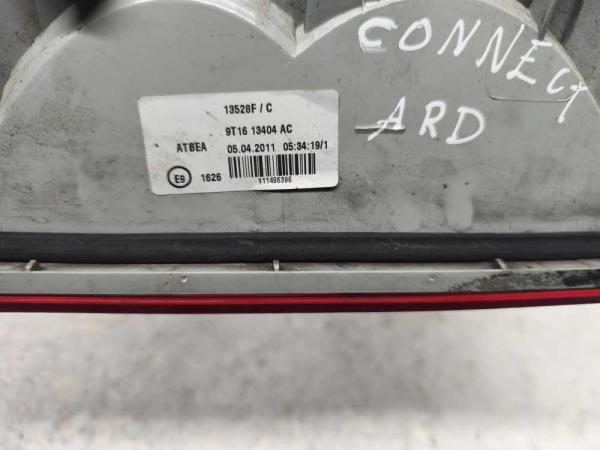 13528F / C
9T16 13404 AC
ATBEA 05.04.2011 05:34:19/1
E9 1626
111496396
CONNECT
ARD